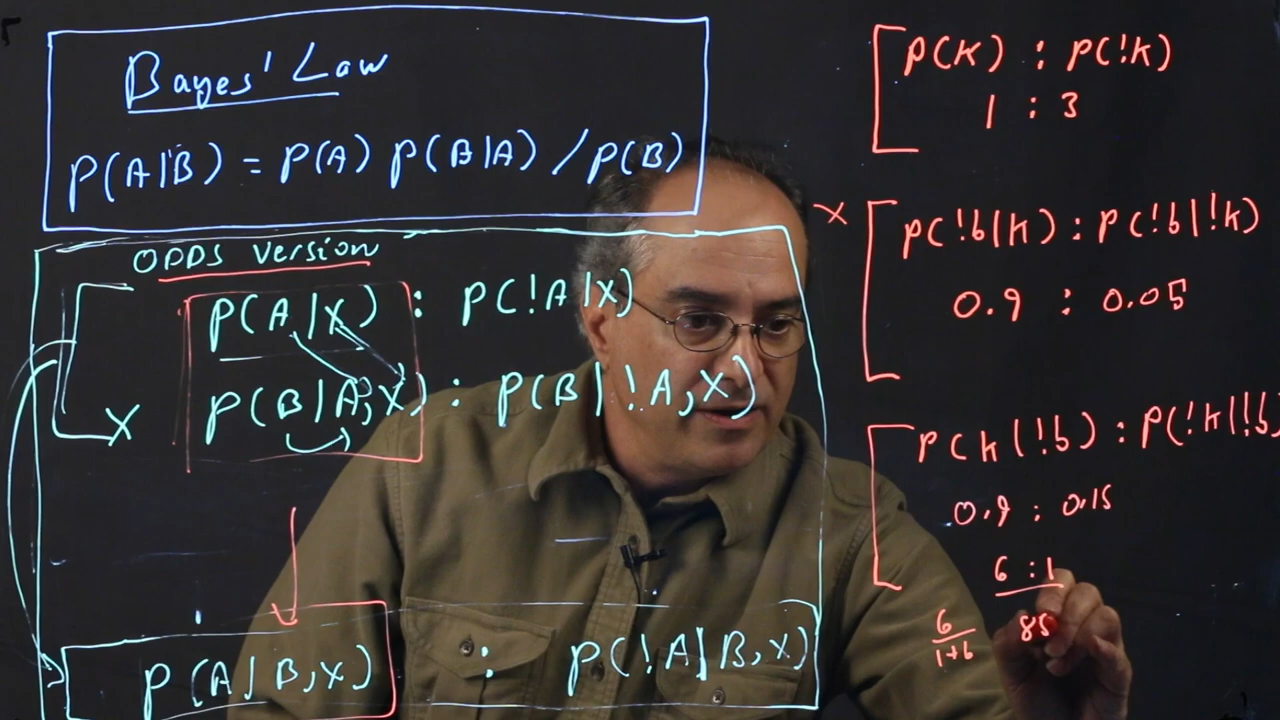 Bayes' Law
P(A|B) = P(A) P(B|A) / P(B)
ODDS version
P(A|X) : P(!A|X)
X P(B|A,X) : P(B|!A,X)
P(A|B,X) : P(!A|B,X)
P(K) : P(!K)
1 : 3
X P(!b|K) : P(!b|!K)
0.9 : 0.05
P(K|!b) : P(!K|!b)
0.9 : 0.15
6 : 1
6/1+6 85